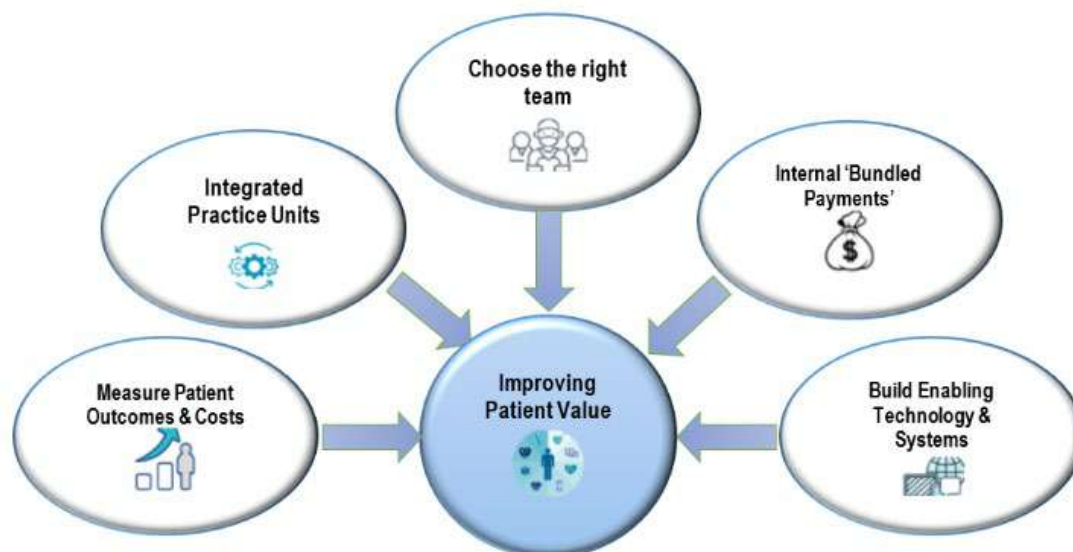 Choose the right
team
Integrated
Practice Units
Internal ‘Bundled
Payments’
$
Measure Patient
Outcomes & Costs
Improving
Patient Value
Build Enabling
Technology &
Systems